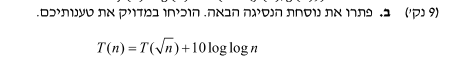 (9 נק') ב. פתרו את נוסחת הנסיגה הבאה. הוכיחו במדויק את טענותיכם.
T(n) = T(√n) + 10 log log n